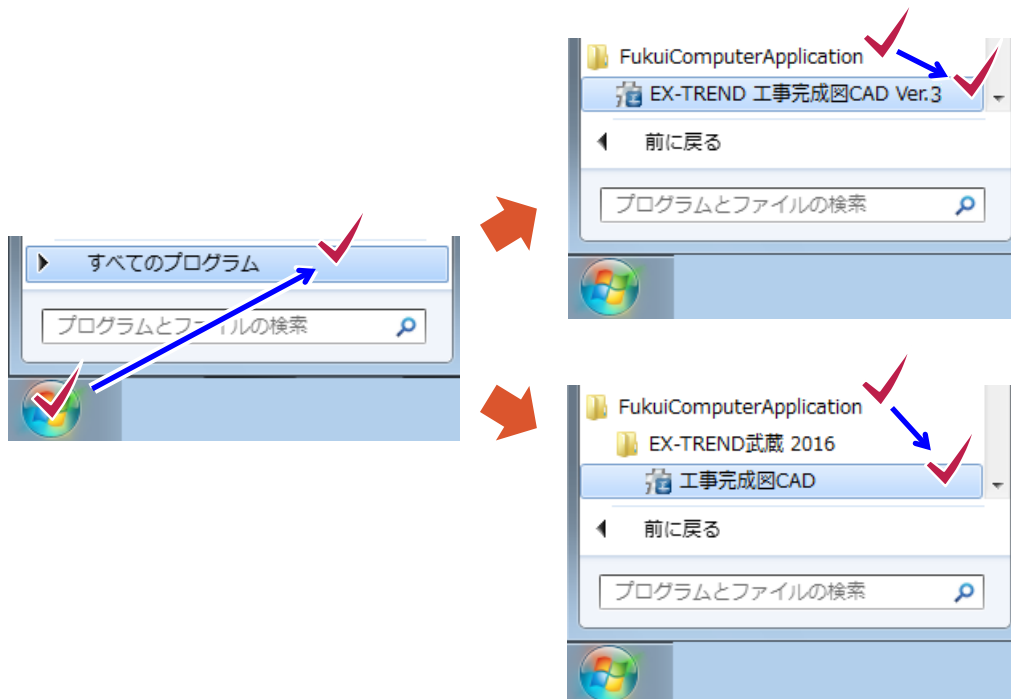 すべてのプログラム
プログラムとファイルの検索
FukuiComputerApplication
EX-TREND 工事完成図CAD Ver.3
前に戻る
プログラムとファイルの検索
FukuiComputerApplication
EX-TREND武蔵 2016
工事完成図CAD
前に戻る
プログラムとファイルの検索